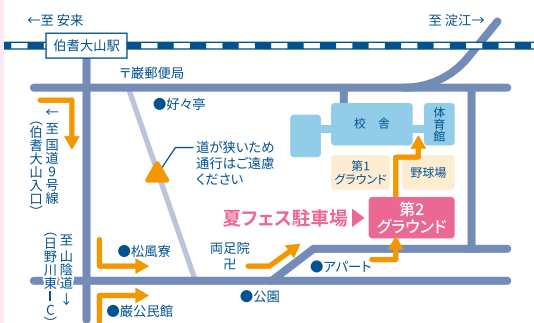 ←至 安来
至 淀江→
伯耆大山駅
〒巌郵便局
●好々亭
←至 国道9号線
(伯耆大山入口)
道が狭いため
通行はご遠慮
ください
校 舎
体育館
第1
グラウンド
野球場
第2
グラウンド
夏フェス駐車場▶
至 山陰道→
(日野川東IC)
●松風寮
両足院
卍
●アパート
●公園
●巌公民館